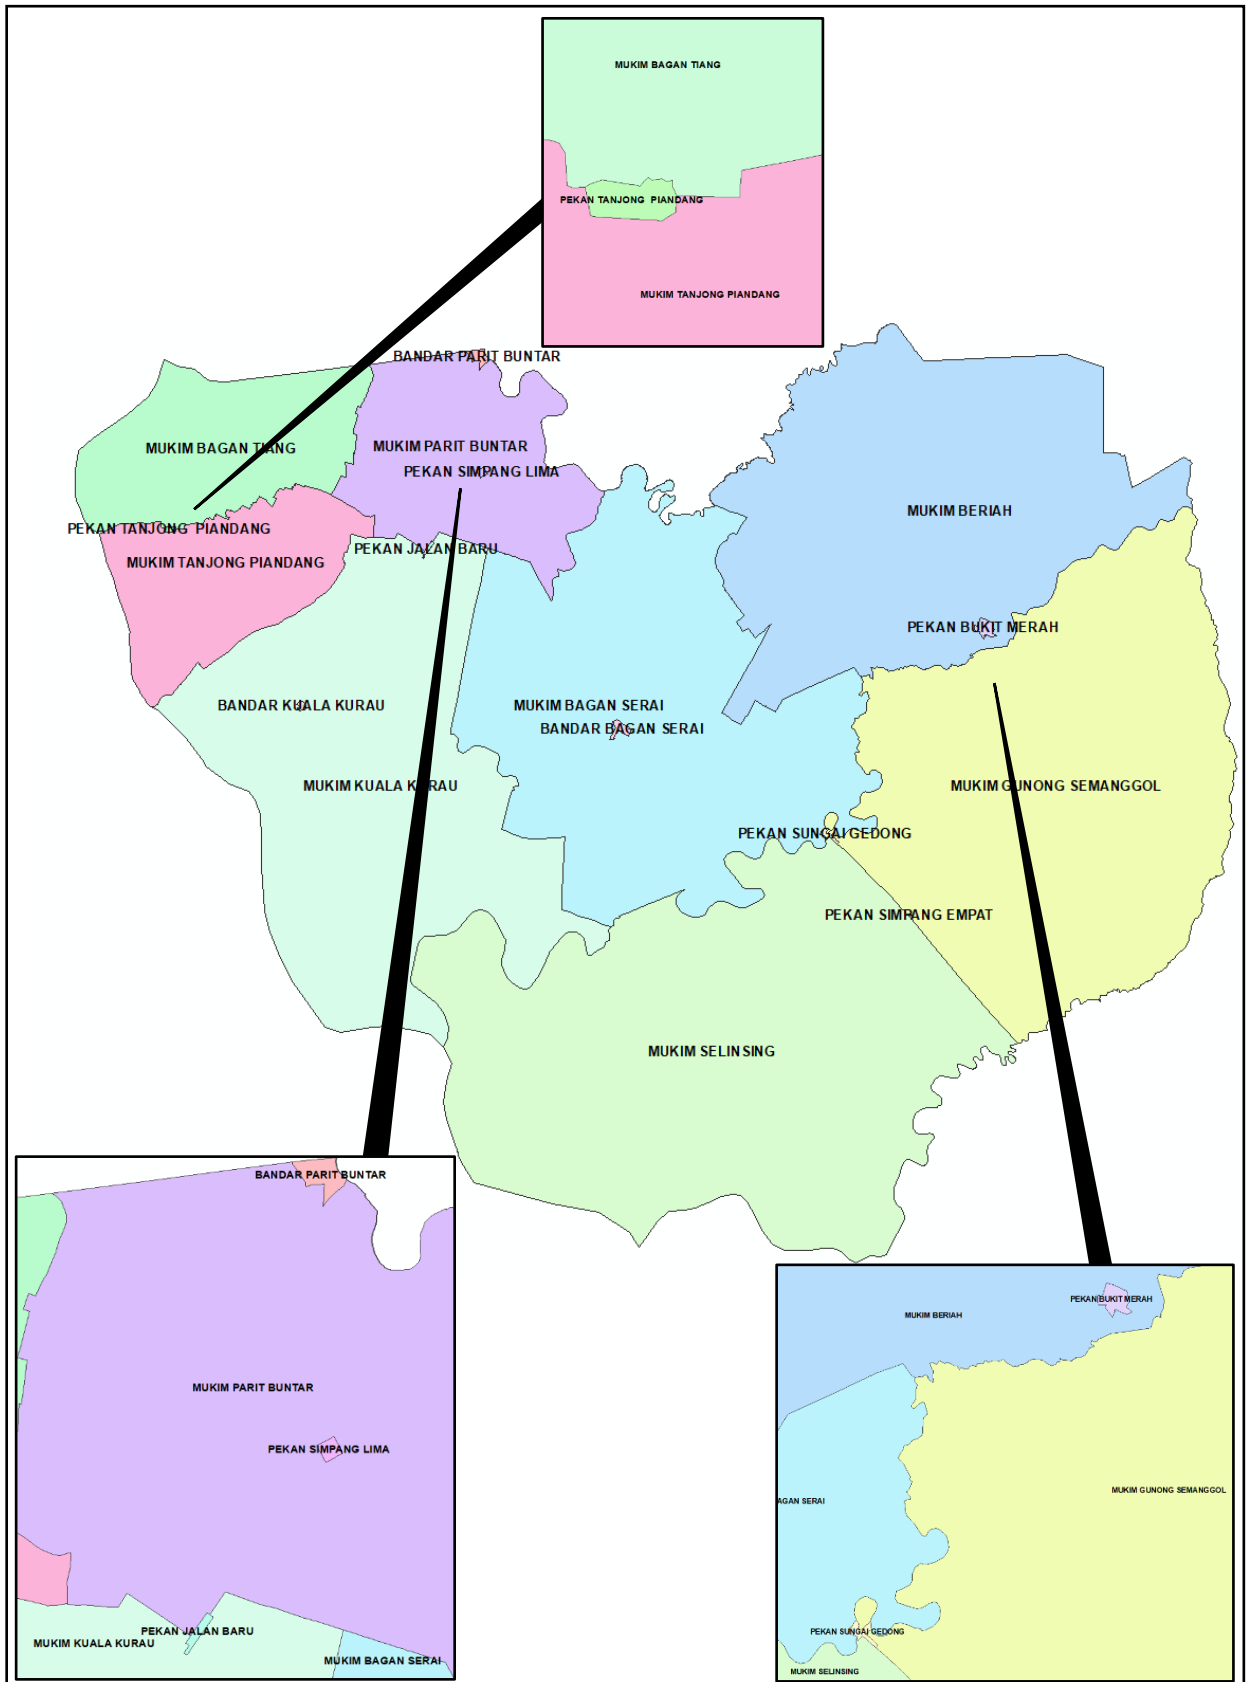 MUKIM BAGAN TIANG
PEKAN TANJONG PIANDANG
MUKIM TANJONG PIANDANG
BANDAR PARIT BUNTAR
MUKIM BAGAN TIANG
MUKIM PARIT BUNTAR
PEKAN SIMPANG LIMA
MUKIM BERIAH
PEKAN TANJONG PIANDANG
PEKAN JALAN BARU
MUKIM TANJONG PIANDANG
PEKAN BUKIT MERAH
BANDAR KUALA KURAU
MUKIM BAGAN SERAI
BANDAR BAGAN SERAI
MUKIM KUALA KURAU
MUKIM GUNONG SEMANGGOL
PEKAN SUNGAI GEDONG
PEKAN SIMPANG EMPAT
MUKIM SELINSING
BANDAR PARIT BUNTAR
MUKIM PARIT BUNTAR
PEKAN SIMPANG LIMA
PEKAN JALAN BARU
MUKIM KUALA KURAU
MUKIM BAGAN SERAI
PEKAN BUKIT MERAH
MUKIM BERIAH
MUKIM GUNONG SEMANGGOL
AGAN SERAI
PEKAN SUNGAI GEDONG
MUKIM SELINSING